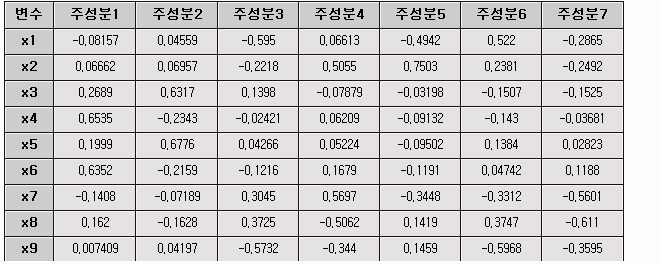 변수 주성분1 주성분2 주성분3 주성분4 주성분5 주성분6 주성분7
x1 -0,08157 0,04559 -0,595 0,06613 -0,4942 0,522 -0,2865
x2 0,06662 0,06957 -0,2218 0,5055 0,7503 0,2381 -0,2492
x3 0,2689 0,6317 0,1398 -0,07879 -0,03198 -0,1507 -0,1525
x4 0,6535 -0,2343 -0,02421 0,06209 -0,09132 -0,143 -0,03681
x5 0,1999 0,6776 0,04266 0,05224 -0,09502 0,1384 0,02823
x6 0,6352 -0,2159 -0,1216 0,1679 -0,1191 0,04742 0,1188
x7 -0,1408 -0,07189 0,3045 0,5697 -0,3448 -0,3312 -0,5601
x8 0,162 -0,1628 0,3725 -0,5062 0,1419 0,3747 -0,611
x9 0,007409 0,04197 -0,5732 -0,344 0,1459 -0,5968 -0,3595